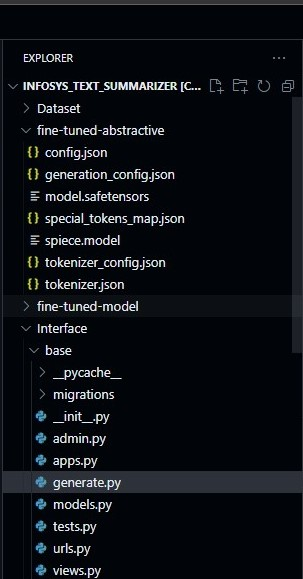 EXPLORER
INFOSYS_TEXT_SUMMARIZER [C...
Dataset
fine-tuned-abstractive
{} config.json
{} generation_config.json
model.safetensors
{} special_tokens_map.json
spiece.model
{} tokenizer_config.json
{} tokenizer.json
fine-tuned-model
Interface
base
__pycache__
migrations
__init__.py
admin.py
apps.py
generate.py
models.py
tests.py
urls.py
views.py